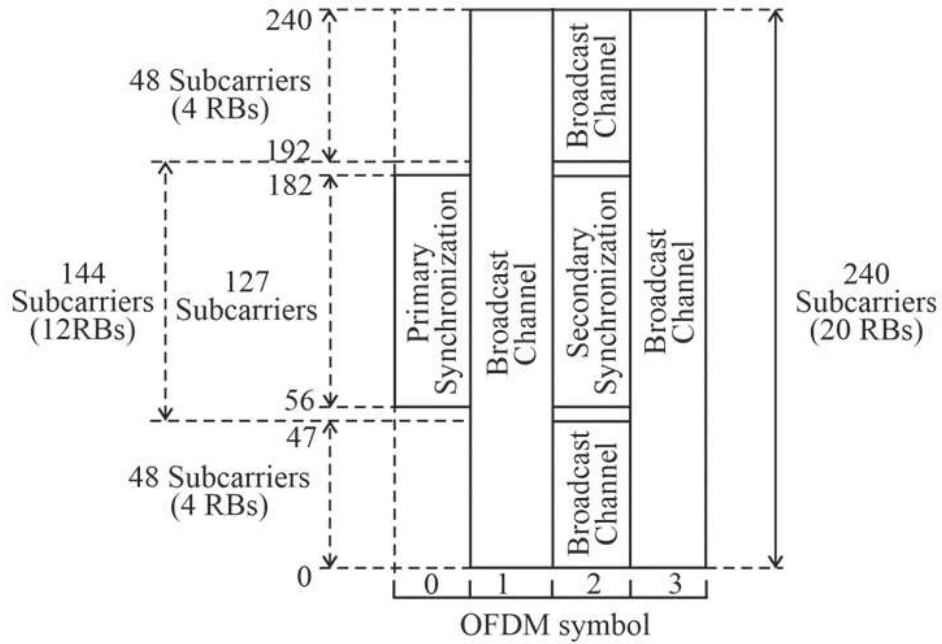 240
48 Subcarriers
(4 RBs)
192
182
144
Subcarriers
(12RBs)
127
Subcarriers
56
47
48 Subcarriers
(4 RBs)
0
Primary
Synchronization
Broadcast
Channel
Broadcast
Channel
Secondary
Synchronization
Broadcast
Channel
Broadcast
Channel
240
Subcarriers
(20 RBs)
0 1 2 3
OFDM symbol